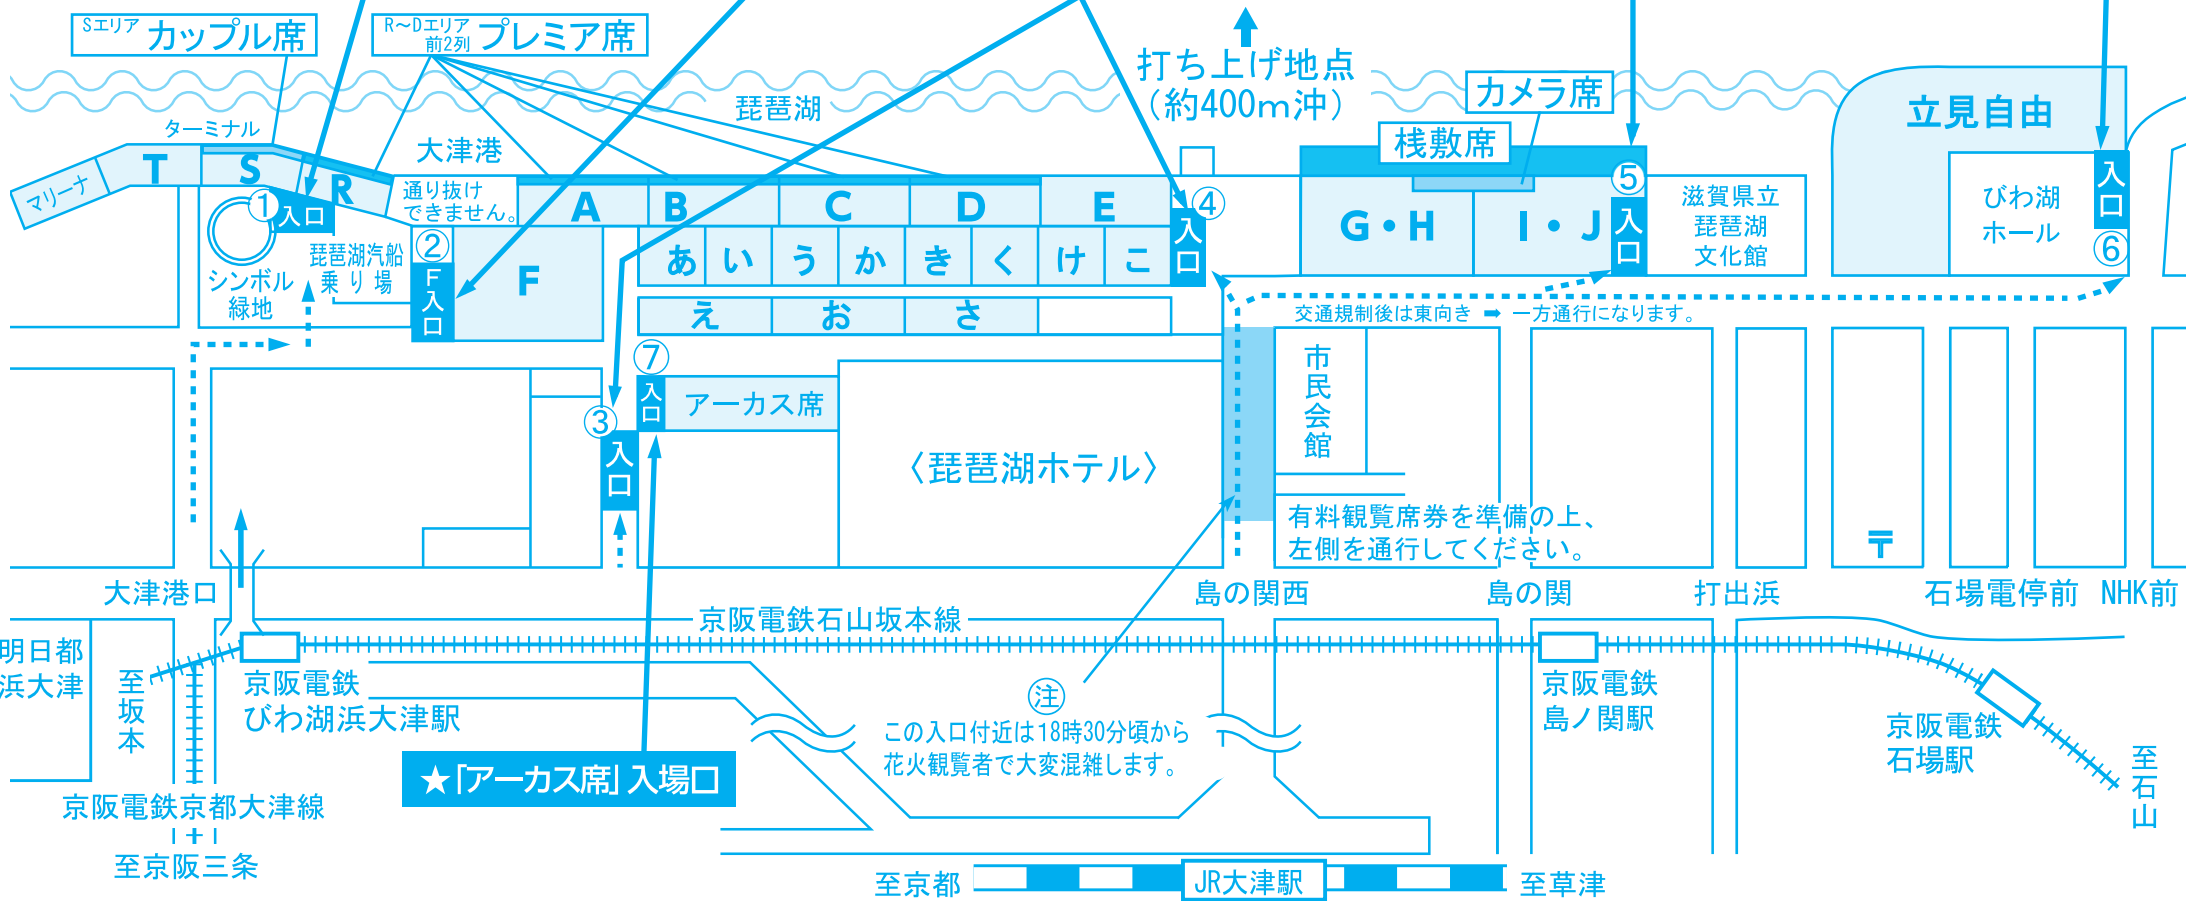 Sエリア カップル席
R～Dエリア
前2列 プレミア席
打ち上げ地点
（約400m沖）
カメラ席
琵琶湖
立見自由
ターミナル
大津港
桟敷席
マリーナ
T
S
R
通り抜け
できません。
A
B
C
D
E
④
入口
G・H
I・J
⑤
入口
滋賀県立
琵琶湖
文化館
びわ湖
ホール
入口
⑥
①
入口
シンボル
緑地
琵琶湖汽船
乗り場
②
F入口
F
あ
い
う
か
き
く
け
こ
え
お
さ
交通規制後は東向き ➡ 一方通行になります。
⑦
入口
アーカス席
③
入口
〈琵琶湖ホテル〉
市民会館
有料観覧席券を準備の上、
左側を通行してください。
〒
大津港口
島の関西
島の関
打出浜
石場電停前
NHK前
京阪電鉄石山坂本線
明日都
浜大津
至坂本
京阪電鉄
びわ湖浜大津駅
注
この入口付近は18時30分頃から
花火観覧者で大変混雑します。
京阪電鉄
島ノ関駅
京阪電鉄
石場駅
至石山
★「アーカス席」入場口
京阪電鉄京都大津線
至京阪三条
至京都
JR大津駅
至草津